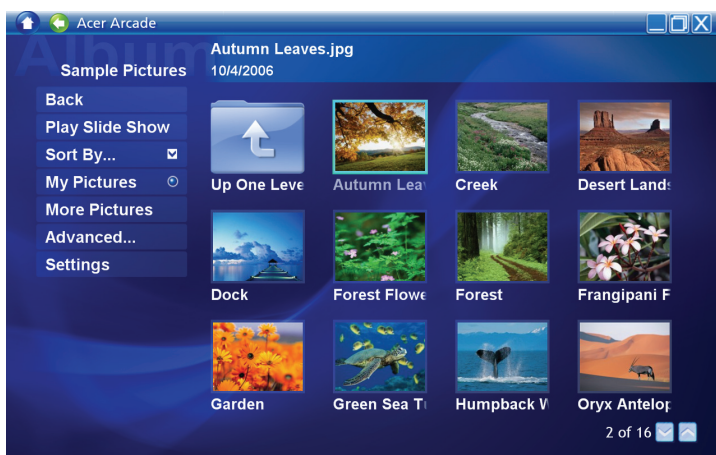 Acer Arcade
Album
Autumn Leaves.jpg
Sample Pictures
10/4/2006
Back
Play Slide Show
Sort By...
My Pictures
More Pictures
Advanced...
Settings
Up One Leve
Autumn Lea
Creek
Desert Lands
Dock
Forest Flowe
Forest
Frangipani F
Garden
Green Sea T
Humpback W
Oryx Antelop
2 of 16